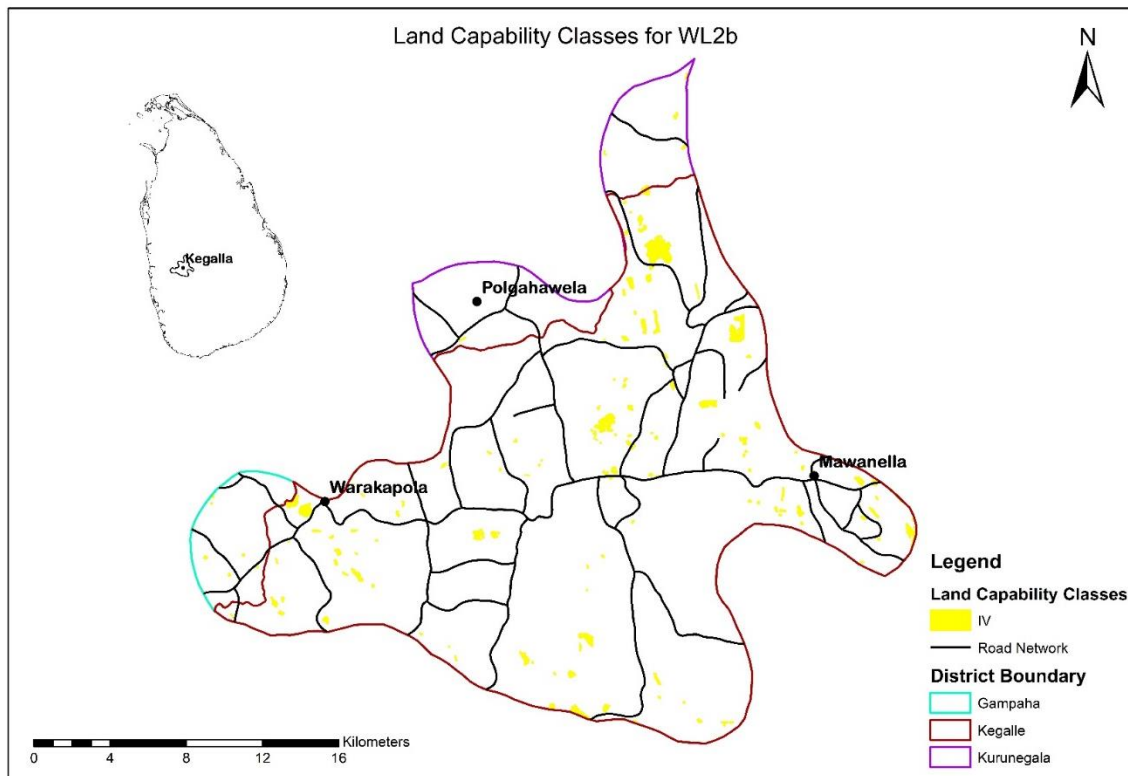 Land Capability Classes for WL2b
N
Kegalla
Polgahawela
Mawanella
Warakapola
Legend
Land Capability Classes
IV
Road Network
District Boundary
Gampaha
Kegalle
Kurunegala
Kilometers
0 2 4 8 12 16